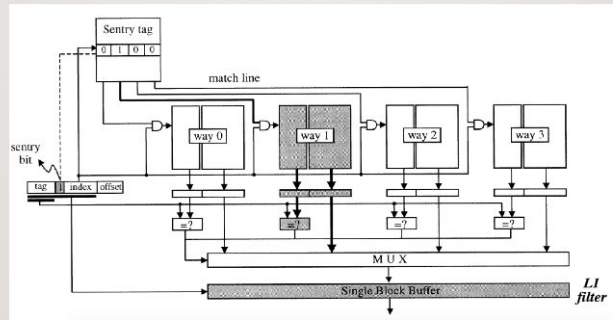 Sentry tag
0 1 0 0
match line
way 0
way 1
way 2
way 3
sentry
bit
tag 1 index offset
=?
=?
=?
=?
M U X
Single Block Buffer
L1
filter